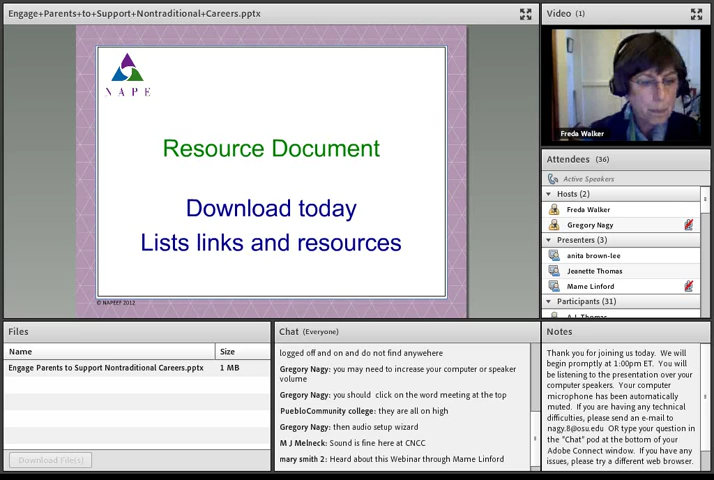 Engage+Parents+to+Support+Nontraditional+Careers.pptx
NAPE
Resource Document
Download today
Lists links and resources
© NAPEEF 2012
Video (1)
Freda Walker
Attendees (36)
Active Speakers
Hosts (2)
Freda Walker
Gregory Nagy
Presenters (3)
anita brown-lee
Jeanette Thomas
Mame Linford
Participants (31)
A.J. Thomas
Files
Name Size
Engage Parents to Support Nontraditional Careers.pptx 1 MB
Download File(s)
Chat (Everyone)
logged off and on and do not find anywhere
Gregory Nagy: you may need to increase your computer or speaker
volume
Gregory Nagy: you should click on the word meeting at the top
PuebloCommunity college: they are all on high
Gregory Nagy: then audio setup wizard
M J Melneck: Sound is fine here at CNCC
mary smith 2: Heard about this Webinar through Mame Linford
Notes
Thank you for joining us today. We will
begin promptly at 1:00pm ET. You will
be listening to the presentation over your
computer speakers. Your computer
microphone has been automatically
muted. If you are having any technical
difficulties, please send an e-mail to
nagy.8@osu.edu OR type your question in
the "Chat" pod at the bottom of your
Adobe Connect window. If you have any
issues, please try a different web browser.